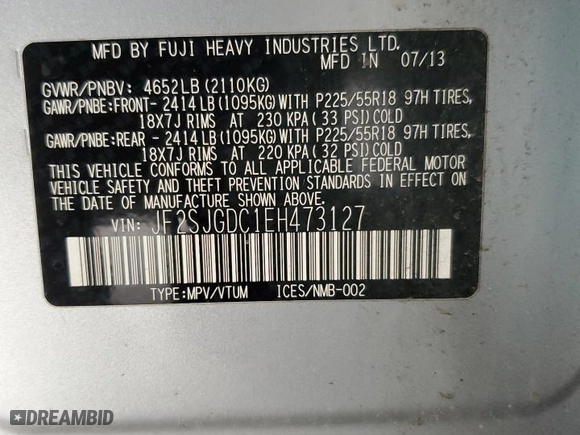 MFD BY FUJI HEAVY INDUSTRIES LTD.
MFD IN 07/13
GVWR/PNBV: 4652LB (2110KG)
GAWR/PNBE:FRONT- 2414LB(1095KG)WITH P225/55R18 97H TIRES,
18X7J RIMS AT 230 KPA( 33 PSI)COLD
GAWR/PNBE:REAR - 2414LB(1095KG)WITH P225/55R18 97H TIRES,
18X7J RIMS AT 220 KPA( 32 PSI)COLD
THIS VEHICLE CONFORMS TO ALL APPLICABLE FEDERAL MOTOR
VEHICLE SAFETY AND THEFT PREVENTION STANDARDS IN EFFECT
ON THE DATE OF MANUFACTURE SHOWN ABOVE.
VIN: JF2SJGDC1EH473127
TYPE:MPV/VTUM ICES/NMB-002
DREAMBID